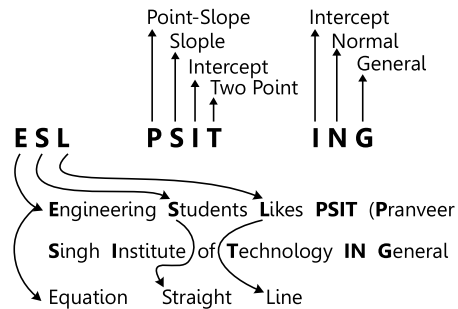 Point-Slope Intercept
Slople Normal
Intercept General
Two Point
E S L P S I T I N G
Engineering Students Likes PSIT (Pranveer
Singh Institute of Technology IN General
Equation Straight Line